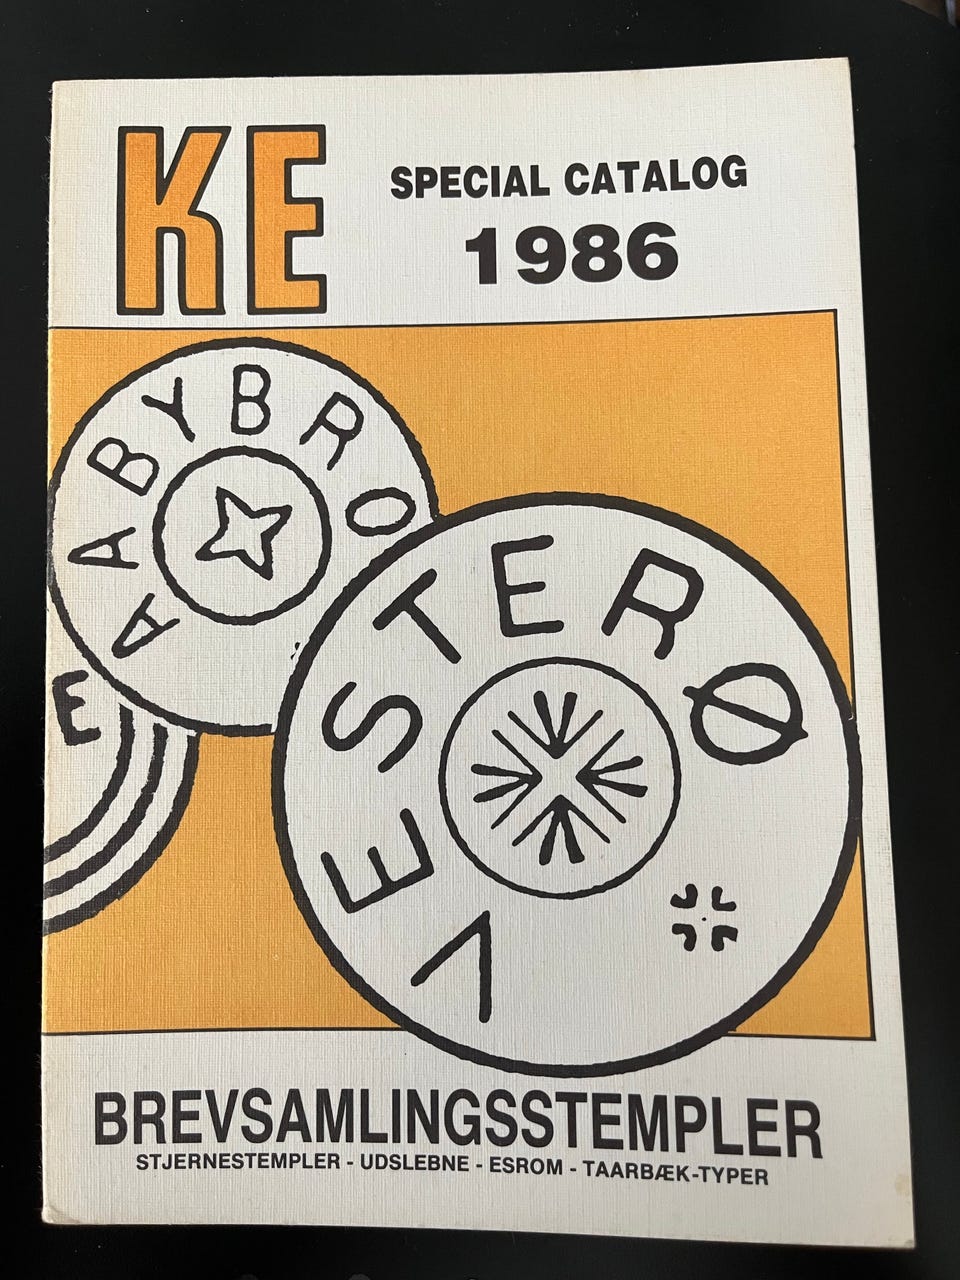 KE
SPECIAL CATALOG
1986
AABYBRO
VESTERØ
E
BREVSAMLINGSSTEMPLER
STJERNESTEMPLER - UDSLEBNE - ESROM - TAARBÆK-TYPER